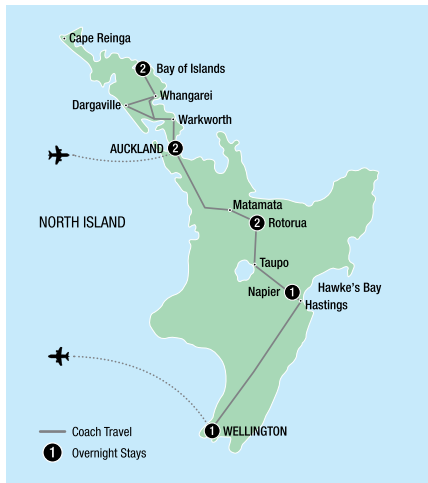 Cape Reinga
2 Bay of Islands
Whangarei
Dargaville
Warkworth
AUCKLAND 2
Matamata
NORTH ISLAND
2 Rotorua
Taupo
Hawke's Bay
Napier 1
Hastings
1 WELLINGTON
Coach Travel
1 Overnight Stays